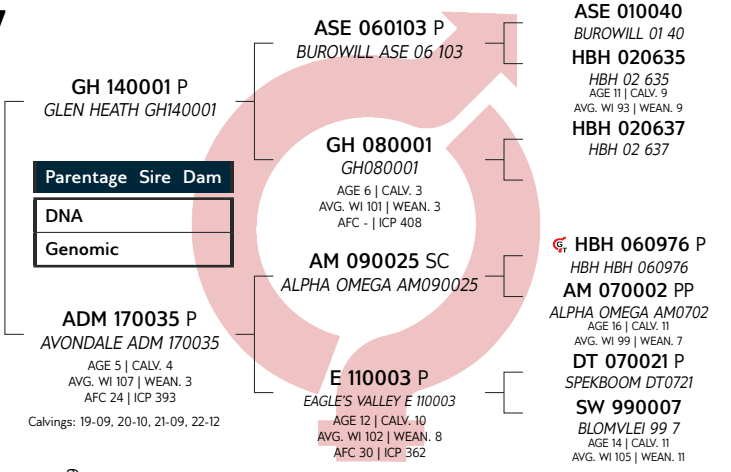 GH 140001 P
GLEN HEATH GH140001
Parentage Sire Dam
DNA
Genomic
ADM 170035 P
AVONDALE ADM 170035
AGE 5 | CALV. 4
AVG. WI 107 | WEAN. 3
AFC 24 | ICP 393
Calvings: 19-09, 20-10, 21-09, 22-12
ASE 060103 P
BUROWILL ASE 06 103
GH 080001
GH080001
AGE 6 | CALV. 3
AVG. WI 101 | WEAN. 3
AFC - | ICP 408
AM 090025 SC
ALPHA OMEGA AM090025
E 110003 P
EAGLE'S VALLEY E 110003
AGE 12 | CALV. 10
AVG. WI 102 | WEAN. 8
AFC 30 | ICP 362
ASE 010040
BUROWILL 01 40
HBH 020635
HBH 02 635
AGE 11 | CALV. 9
AVG. WI 93 | WEAN. 9
HBH 020637
HBH 02 637
HBH 060976 P
HBH HBH 060976
AM 070002 PP
ALPHA OMEGA AM0702
AGE 16 | CALV. 11
AVG. WI 99 | WEAN. 7
DT 070021 P
SPEKBOOM DT0721
SW 990007
BLOMVLEI 99 7
AGE 14 | CALV. 11
AVG. WI 105 | WEAN. 11